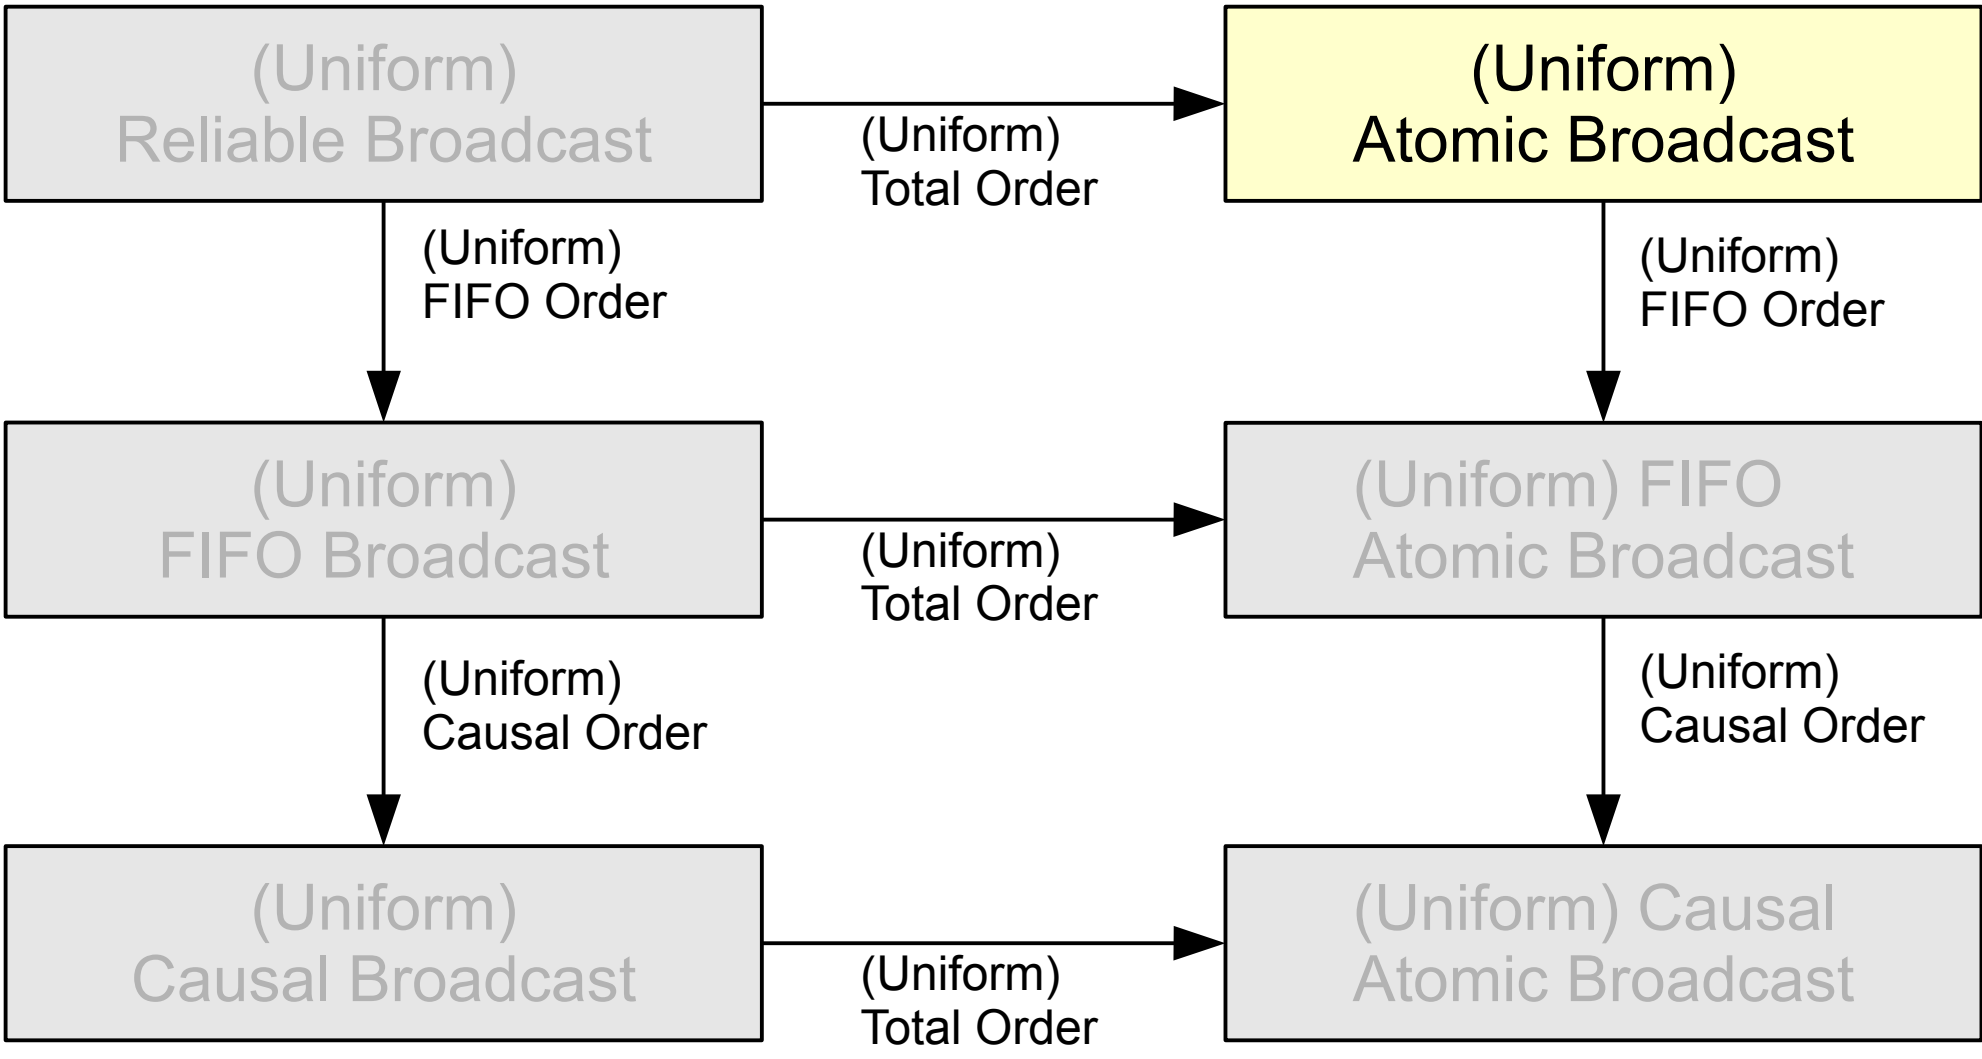 (Uniform)
Reliable Broadcast
(Uniform)
Total Order
(Uniform)
Atomic Broadcast
(Uniform)
FIFO Order
(Uniform)
FIFO Order
(Uniform)
FIFO Broadcast
(Uniform)
Total Order
(Uniform) FIFO
Atomic Broadcast
(Uniform)
Causal Order
(Uniform)
Causal Order
(Uniform)
Causal Broadcast
(Uniform)
Total Order
(Uniform) Causal
Atomic Broadcast